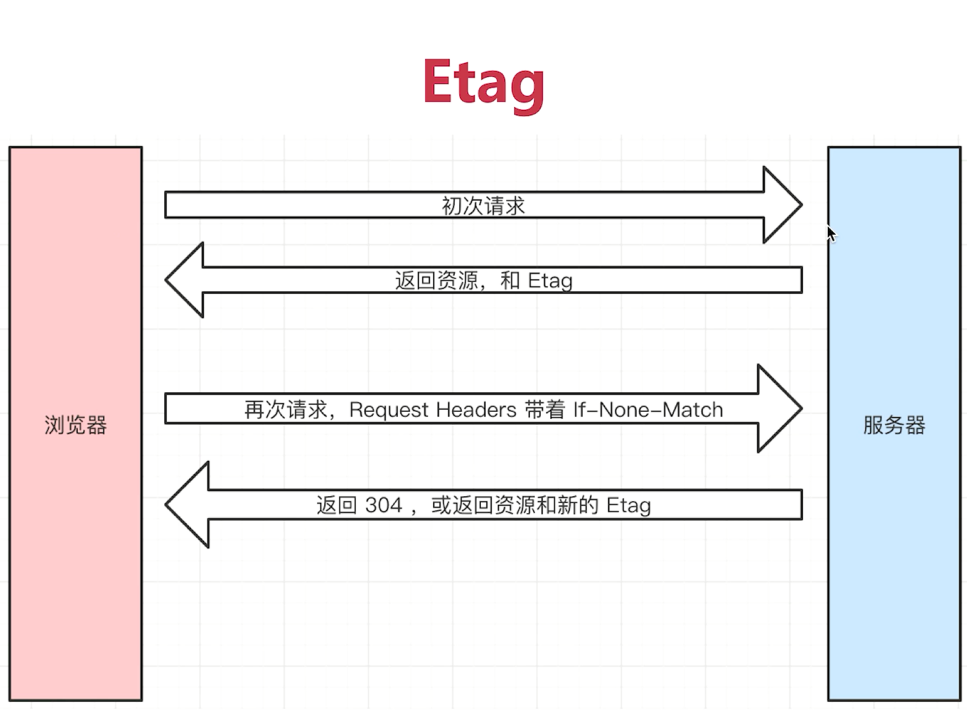 Etag
初次请求
返回资源，和 Etag
再次请求，Request Headers 带着 If-None-Match
浏览器
服务器
返回 304 ，或返回资源和新的 Etag